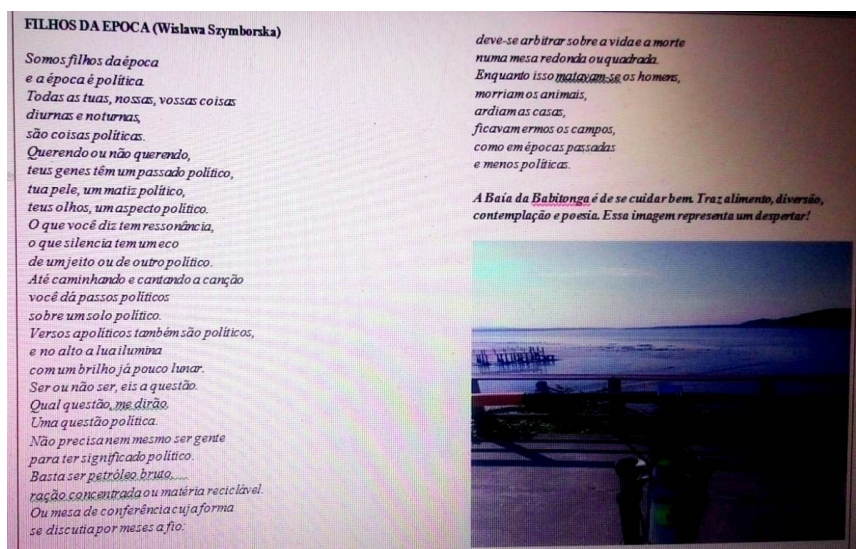 FILHOS DA EPOCA (Wislawa Szymborska)
Somos filhos da época
e a época é política.
Todas as tuas, nossas, vossas coisas
diurnas e noturnas,
são coisas políticas.
Querendo ou não querendo,
teus genes têm um passado político,
tua pele, um matiz político,
teus olhos, um aspecto político.
O que você diz tem ressonância,
o que silencia tem um eco
de um jeito ou de outro político.
Até caminhando e cantando a canção
você dá passos políticos
sobre um solo político.
Versos apolíticos também são políticos,
e no alto a lua ilumina
com um brilho já pouco lunar.
Ser ou não ser, eis a questão.
Qual questão, me dirão.
Uma questão política.
Não precisa nem mesmo ser gente
para ter significado político.
Basta ser petróleo bruto,
ração concentrada ou matéria reciclável.
Ou mesa de conferência cuja forma
se discutia por meses a fio:
deve-se arbitrar sobre a vida e a morte
numa mesa redonda ou quadrada.
Enquanto isso matavam-se os homens,
morriam os animais,
ardiam as casas,
ficavam ermos os campos,
como em épocas passadas
e menos políticas.
A Baía da Babitonga é de se cuidar bem. Traz alimento, diversão,
contemplação e poesia. Essa imagem representa um despertar!